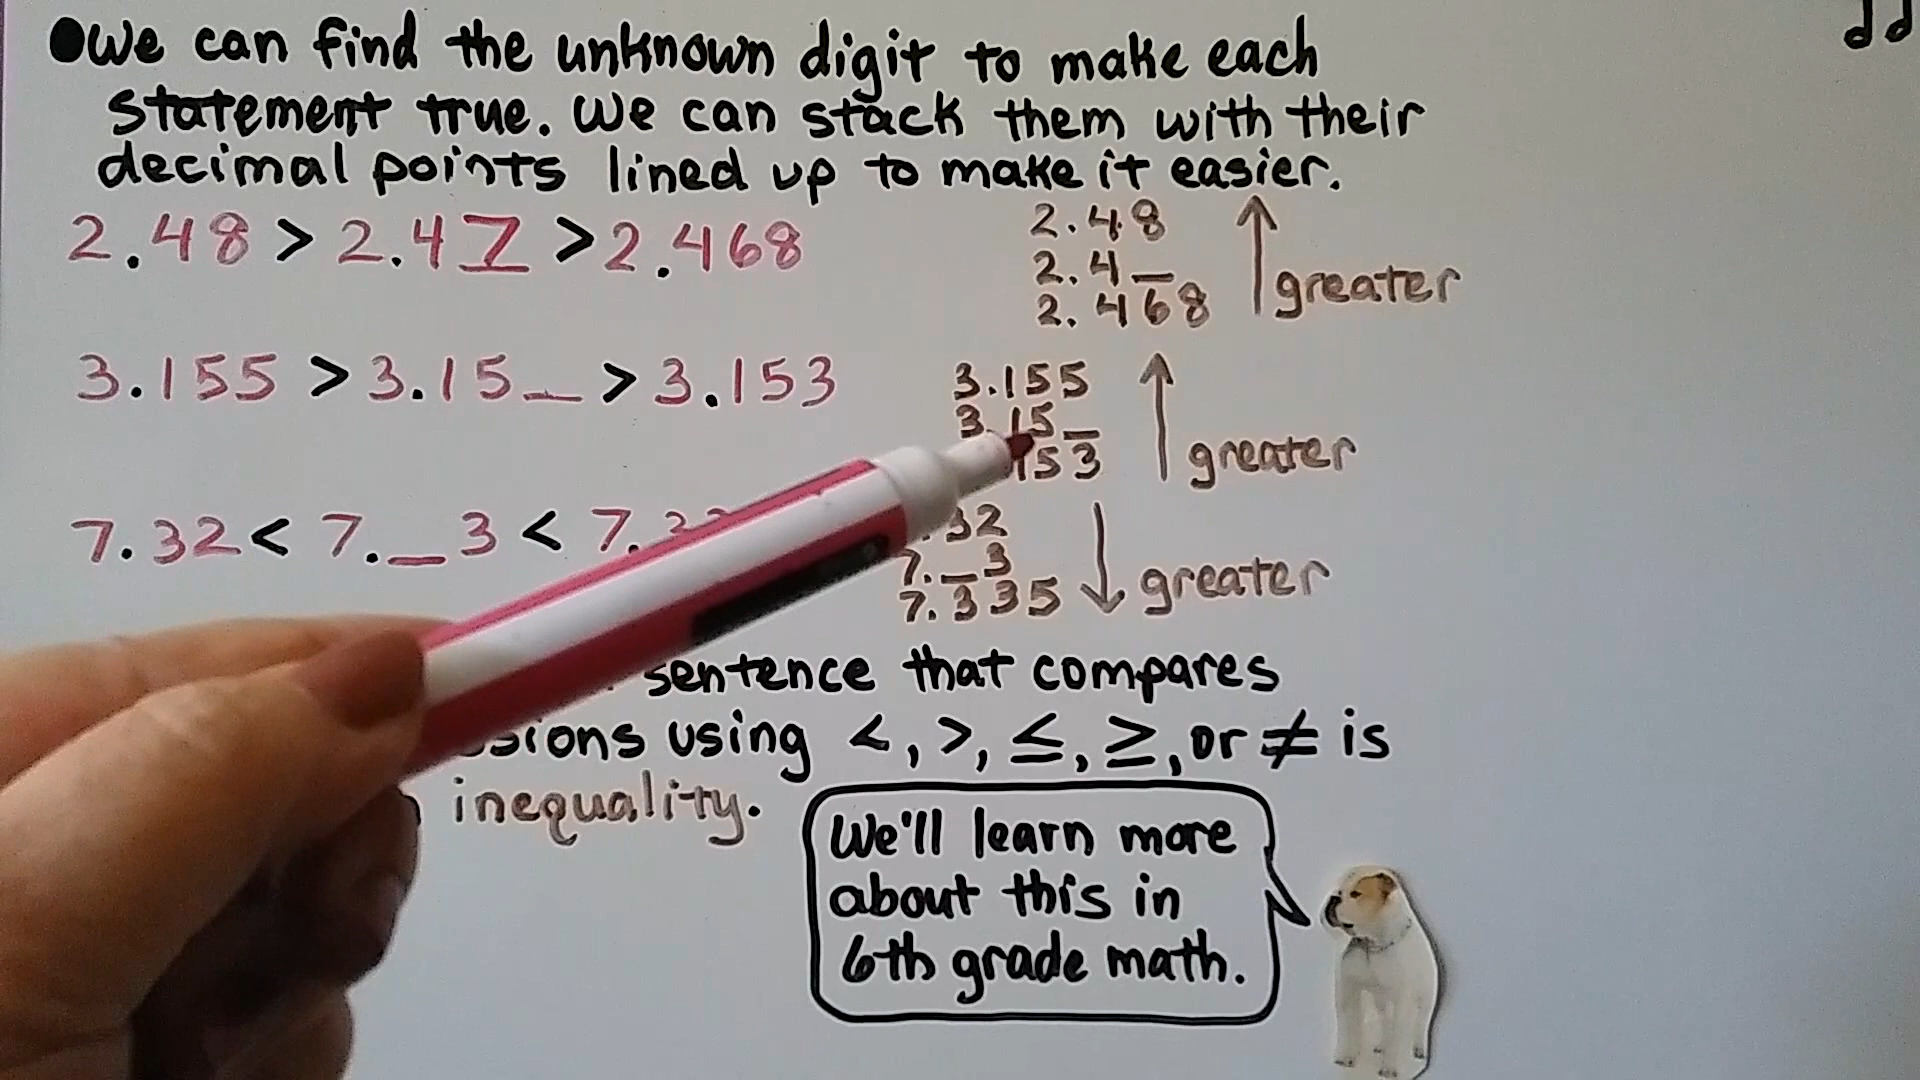 We can find the unknown digit to make each
statement true. We can stack them with their
decimal points lined up to make it easier.
2.48 > 2.47 > 2.468
2.48
2.4_
2.468
greater
3.155 > 3.15_ > 3.153
3.155
3.15_
153
greater
7.32 < 7._3 < 7.33
32
7._3
7.335
greater
sentence that compares
using <, >, ≤, ≥, or ≠ is
inequality.
We'll learn more
about this in
6th grade math.